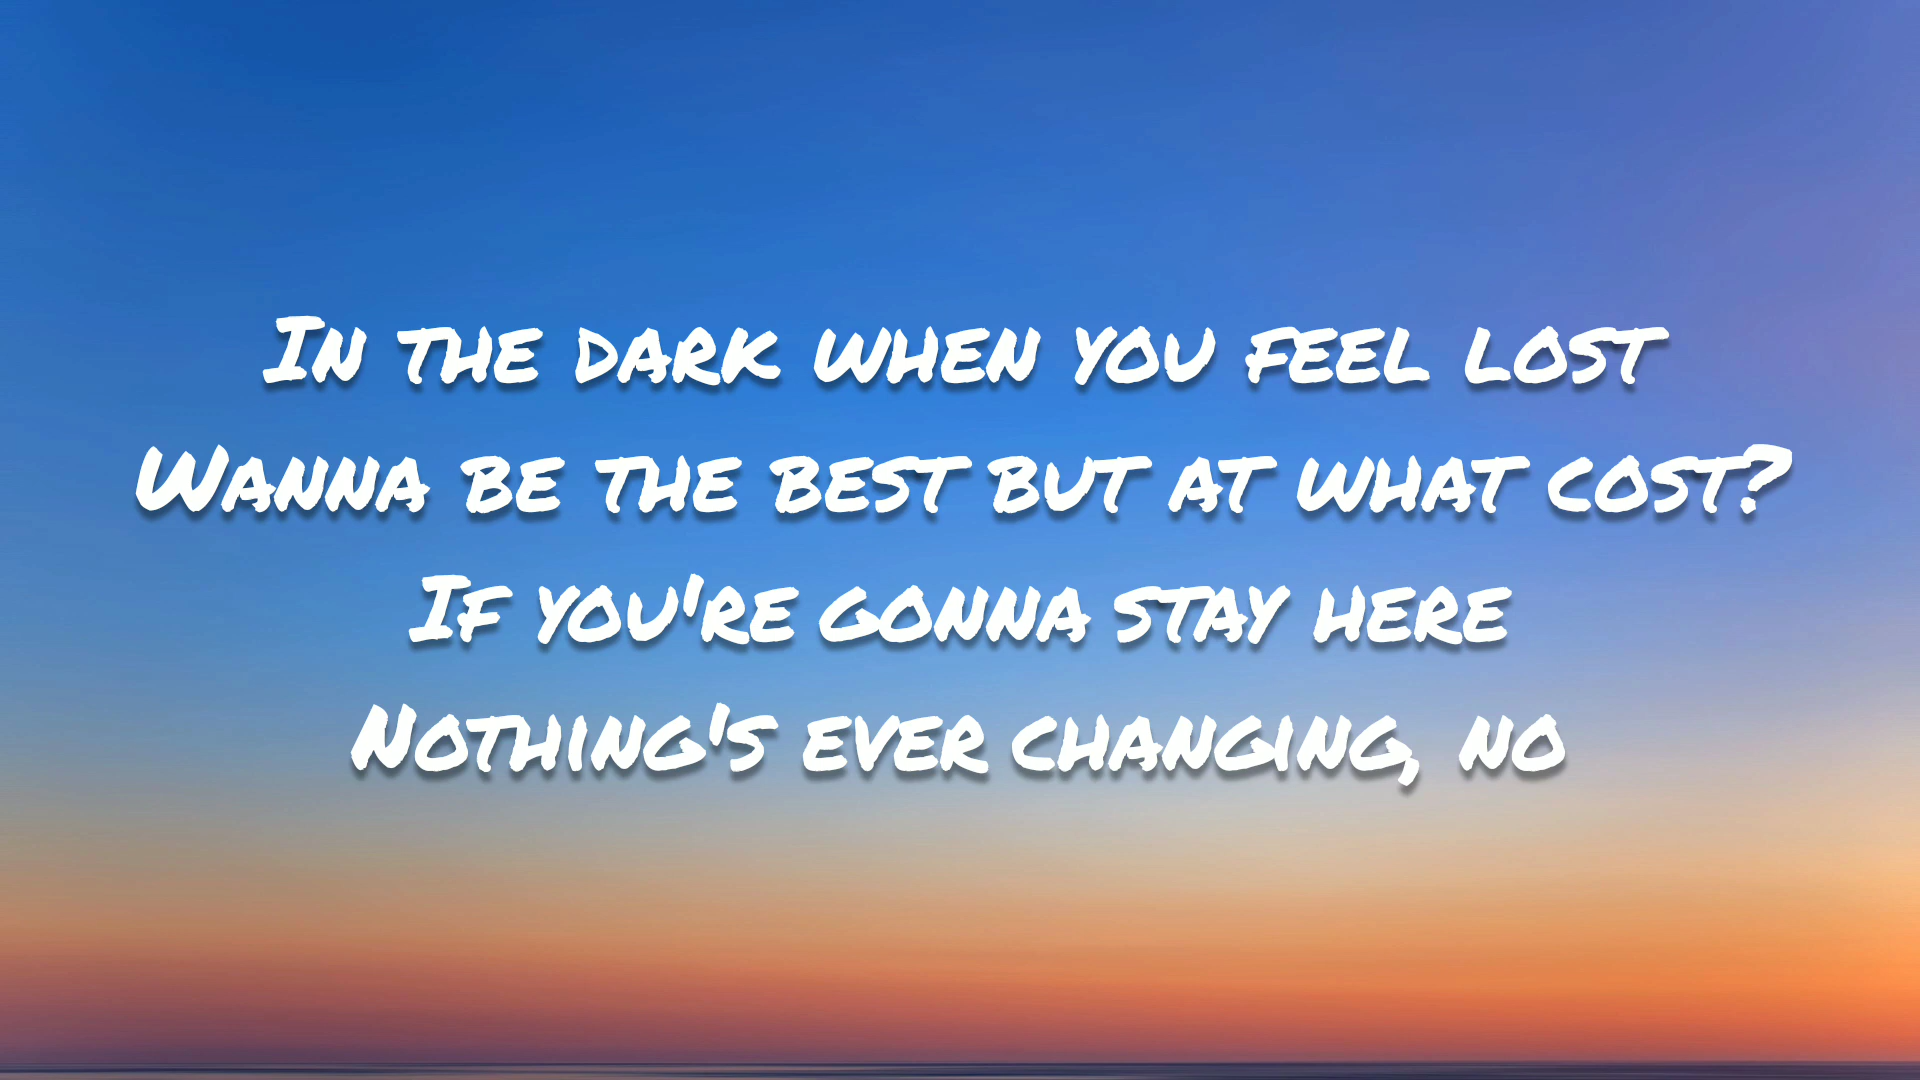 In the dark when you feel lost
Wanna be the best but at what cost?
If you're gonna stay here
Nothing's ever changing, no